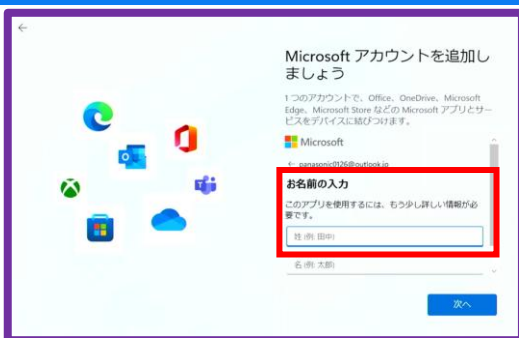 ←
Microsoft アカウントを追加し
ましょう
1 つのアカウントで、Office、OneDrive、Microsoft
Edge、Microsoft Store などの Microsoft アプリとサー
ビスをデバイスに結びつけます。
Microsoft
← panasonic0126@outlook.jp
お名前の入力
このアプリを使用するには、もう少し詳しい情報が必
要です。
姓 (例: 田中)
名 (例: 太郎)
次へ